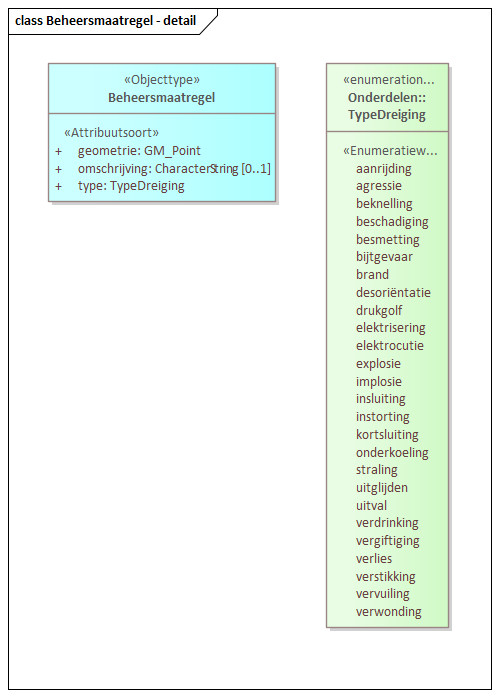 class Beheersmaatregel - detail
«Objecttype»
Beheersmaatregel
«Attribuutsoort»
+ geometrie: GM_Point
+ omschrijving: CharacterString [0..1]
+ type: TypeDreiging
«enumeration...
Onderdelen::
TypeDreiging
«Enumeratiew...
aanrijding
agressie
beknelling
beschadiging
besmetting
bijtgevaar
brand
desoriëntatie
drukgolf
elektrisering
elektrocutie
explosie
implosie
insluiting
instorting
kortsluiting
onderkoeling
straling
uitglijden
uitval
verdrinking
vergiftiging
verlies
verstikking
vervuiling
verwonding